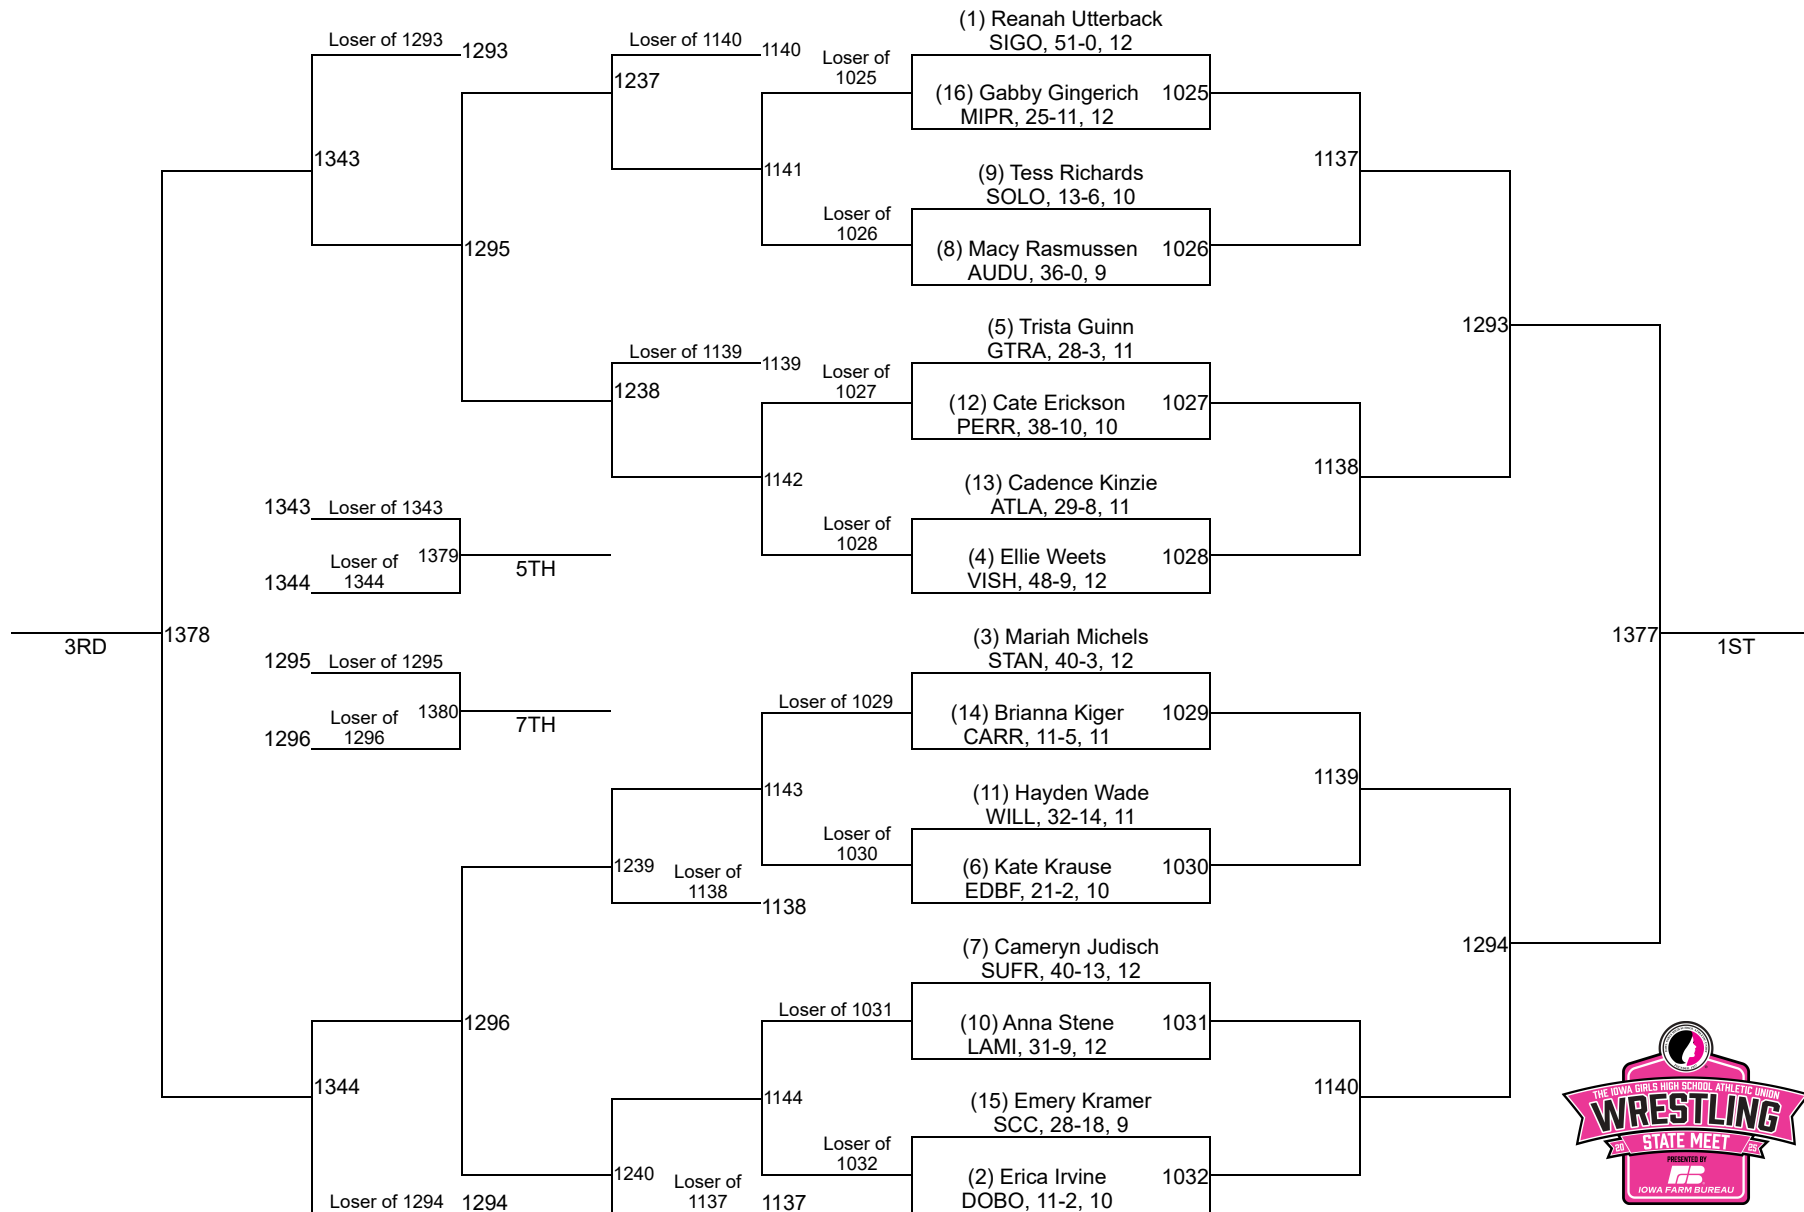 (1) Reanah Utterback
SIGO, 51-0, 12
Loser of 1293
1293
Loser of 1140
1140
Loser of
1025
1237
(16) Gabby Gingerich
MIPR, 25-11, 12
1025
1343
1141
1137
(9) Tess Richards
SOLO, 13-6, 10
Loser of
1026
1295
(8) Macy Rasmussen
AUDU, 36-0, 9
1026
(5) Trista Guinn
GTRA, 28-3, 11
1293
Loser of 1139
1139
Loser of
1027
1238
(12) Cate Erickson
PERR, 38-10, 10
1027
1142
1138
(13) Cadence Kinzie
ATLA, 29-8, 11
1343
Loser of 1343
Loser of
1028
1379
Loser of
1344
1344
5TH
(4) Ellie Weets
VISH, 48-9, 12
1028
1378
3RD
(3) Mariah Michels
STAN, 40-3, 12
1377
1ST
1295
Loser of 1295
Loser of
1296
1296
1380
7TH
Loser of 1029
(14) Brianna Kiger
CARR, 11-5, 11
1029
1143
1139
(11) Hayden Wade
WILL, 32-14, 11
Loser of
1030
1239
Loser of
1138
1138
(6) Kate Krause
EDBF, 21-2, 10
1030
(7) Cameryn Judisch
SUFR, 40-13, 12
1294
Loser of 1031
1296
(10) Anna Stene
LAMI, 31-9, 12
1031
1344
1144
1140
(15) Emery Kramer
SCC, 28-18, 9
Loser of
1032
1240
Loser of
1137
1137
(2) Erica Irvine
DOBO, 11-2, 10
1032
Loser of 1294
1294
THE IOWA GIRLS HIGH SCHOOL ATHLETIC UNION
WRESTLING
20 STATE MEET 25
PRESENTED BY
FB
IOWA FARM BUREAU